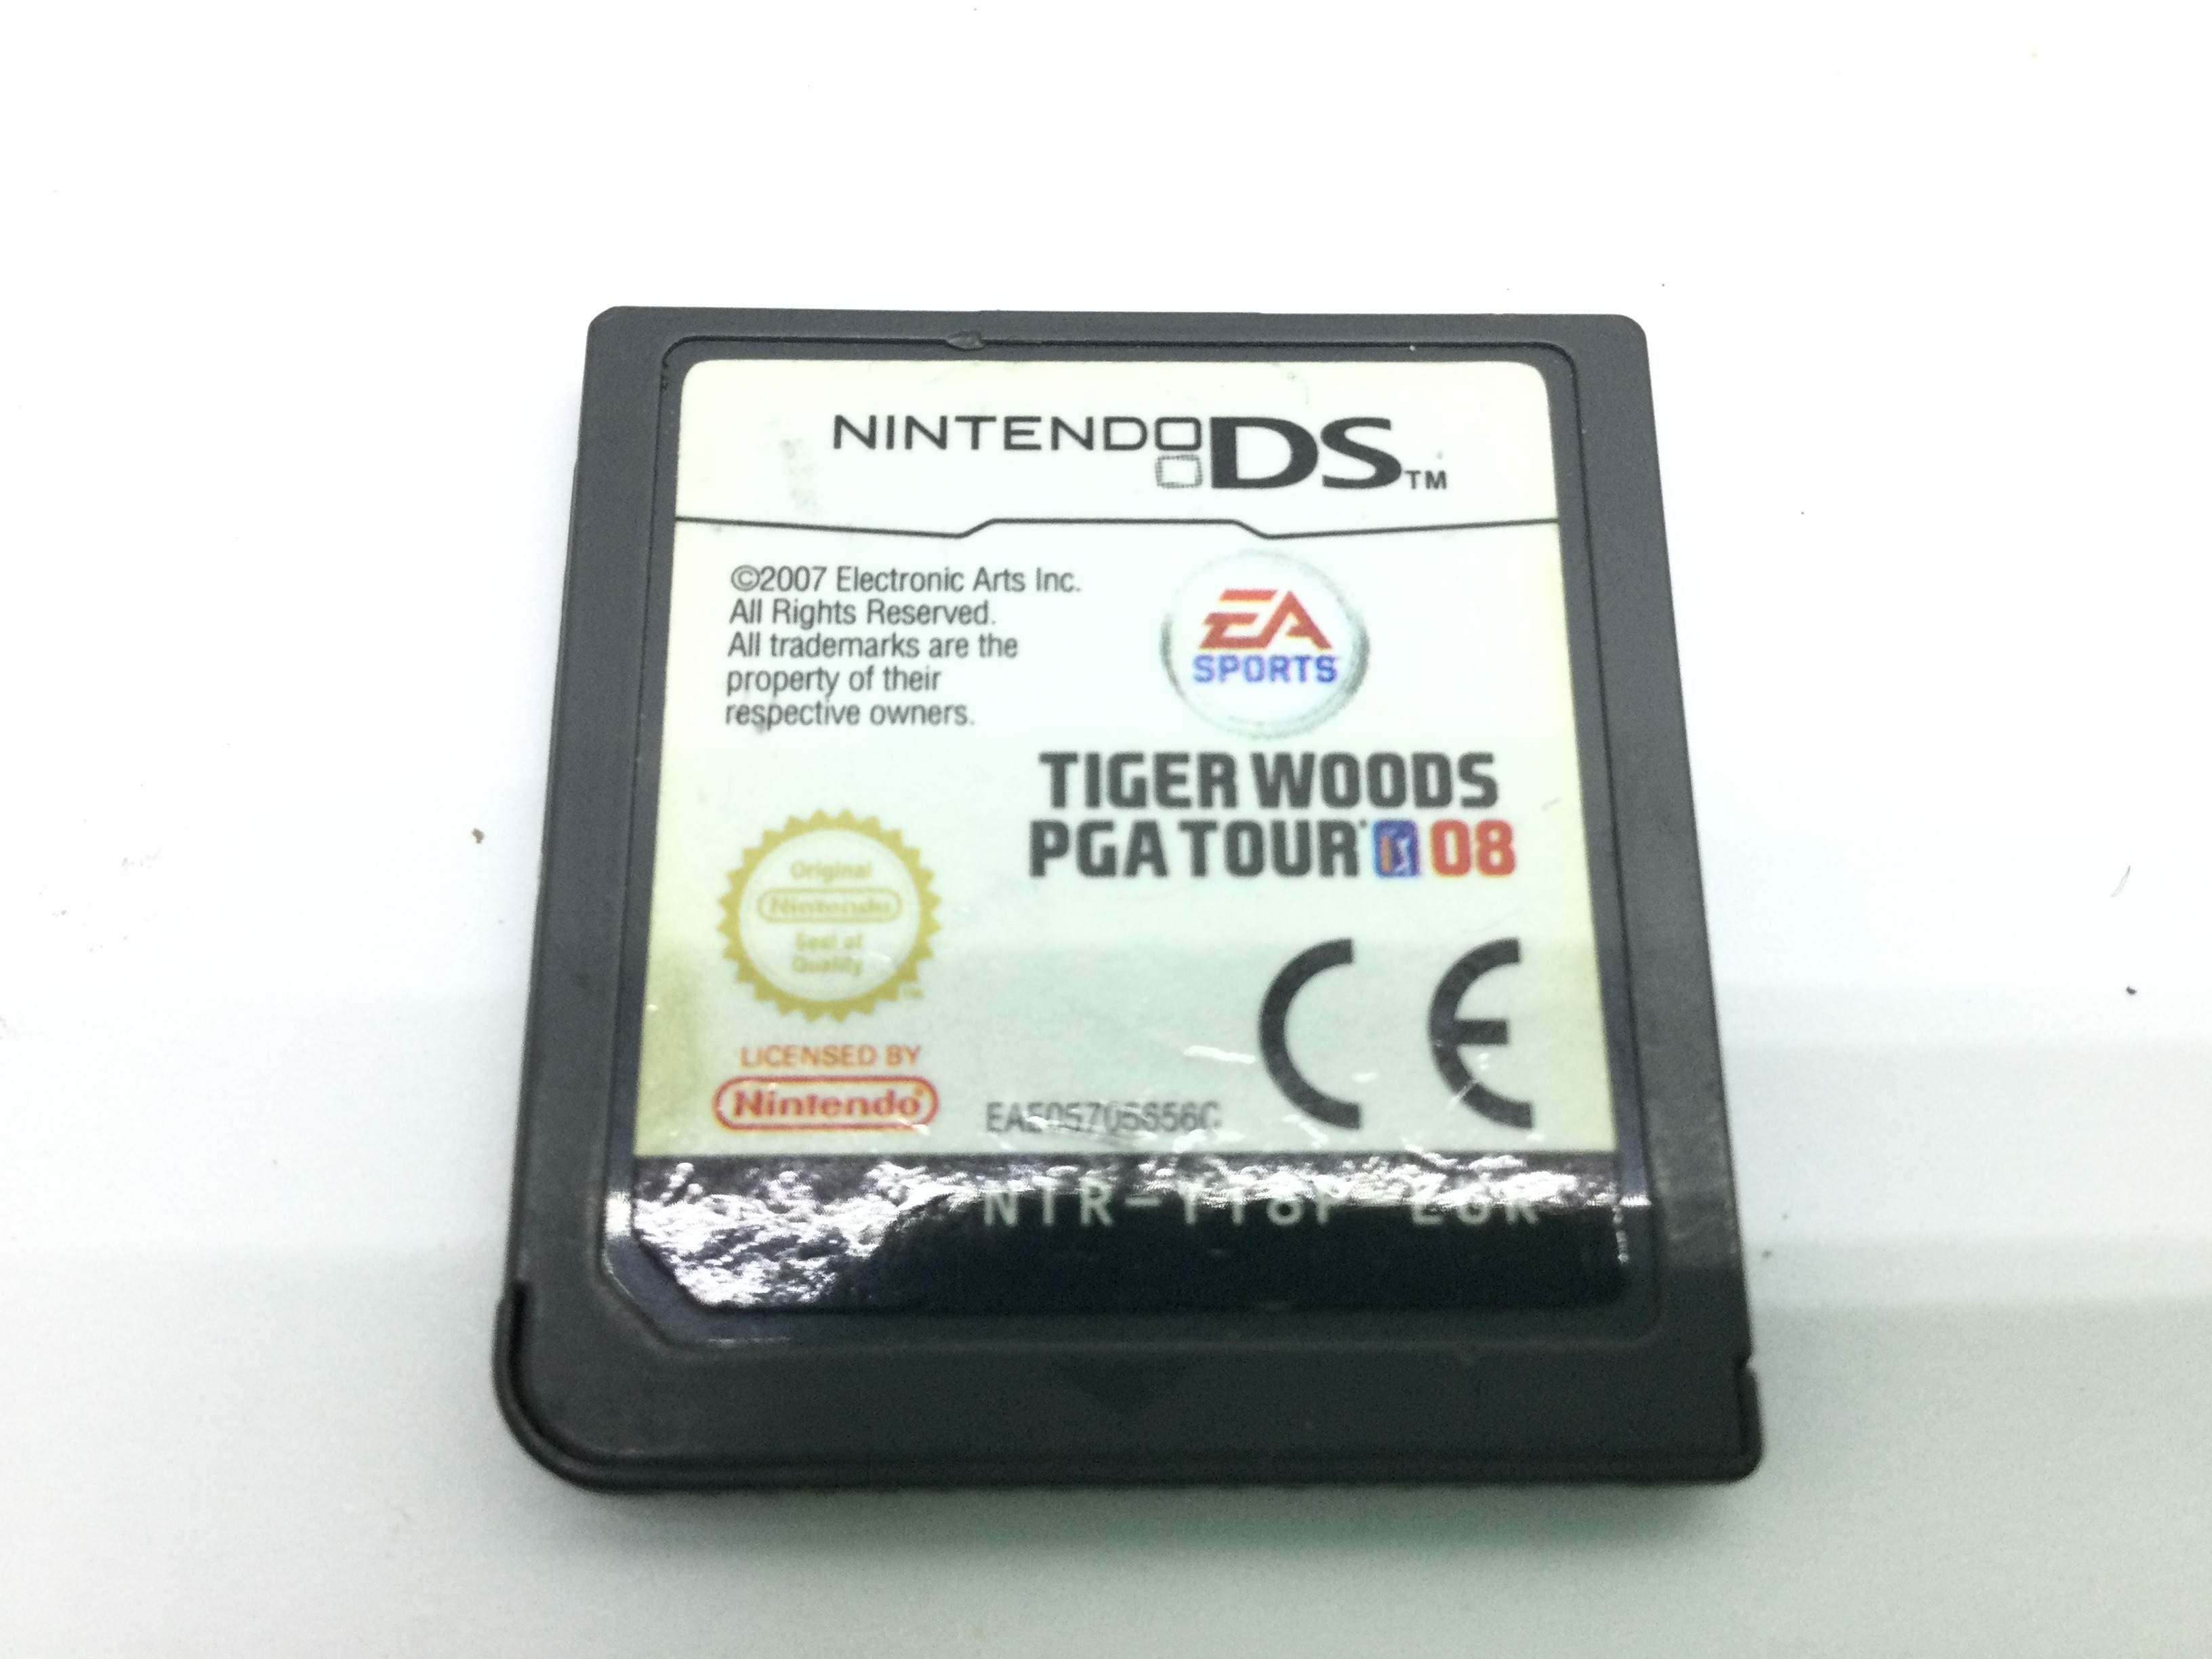 NINTENDO DS TM
©2007 Electronic Arts Inc.
All Rights Reserved.
All trademarks are the
property of their
respective owners.
EA
SPORTS
TIGER WOODS
PGA TOUR 08
Original
Nintendo
Seal of
Quality
TM
CE
LICENSED BY
Nintendo®